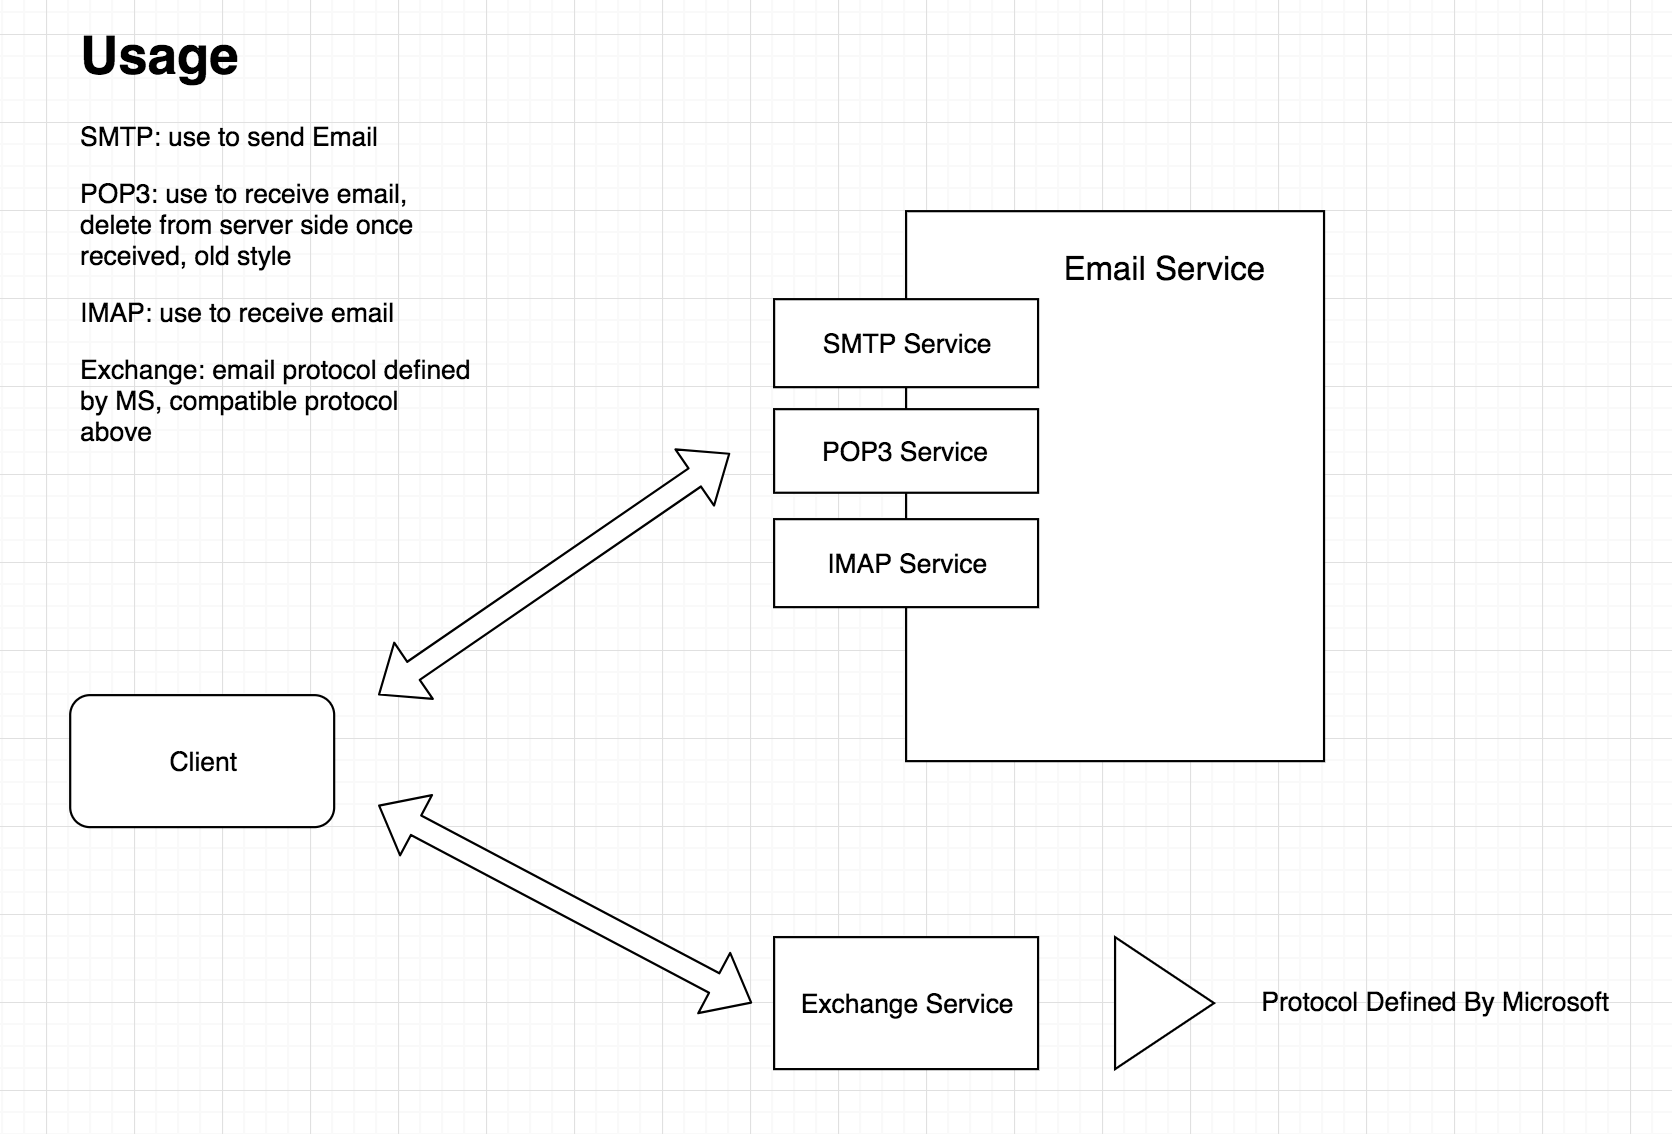 Usage
SMTP: use to send Email
POP3: use to receive email,
delete from server side once
received, old style
IMAP: use to receive email
Exchange: email protocol defined
by MS, compatible protocol
above
Email Service
SMTP Service
POP3 Service
IMAP Service
Client
Exchange Service
Protocol Defined By Microsoft